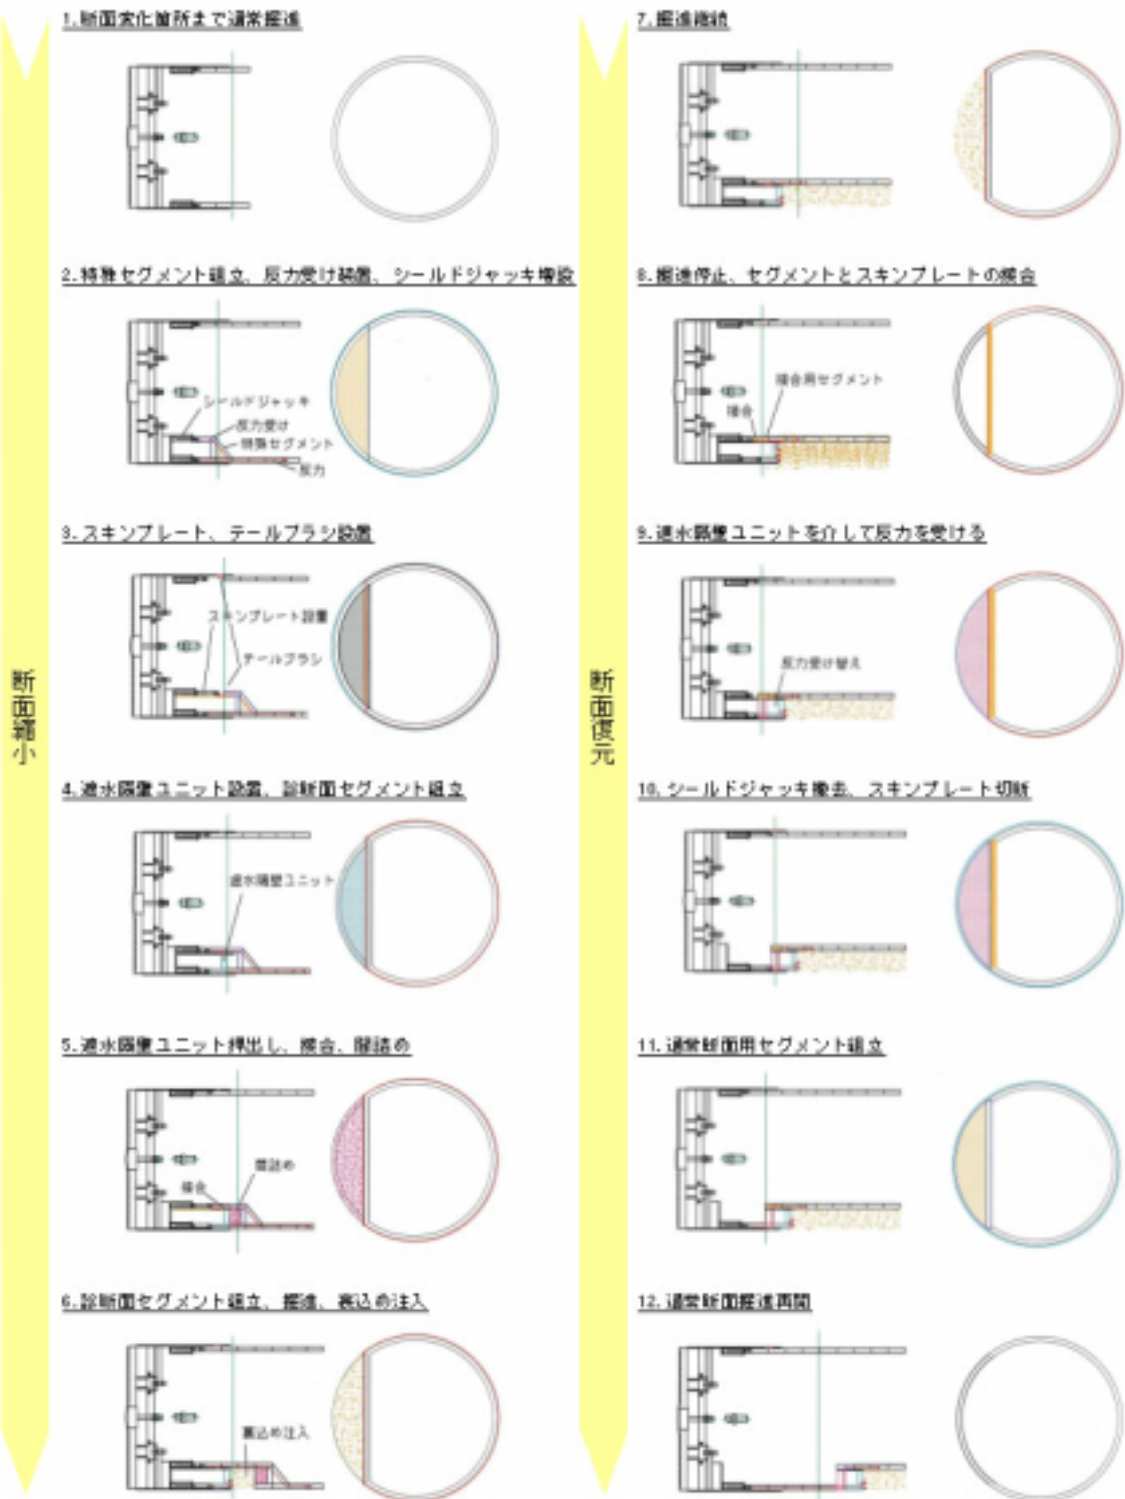 断面縮小
1.断面変化箇所まで通常掘進
2.特殊セグメント組立、反力受け装置、シールドジャッキ増設
シールドジャッキ
反力受け
特殊セグメント
反力
3.スキンプレート、テールブラシ設置
スキンプレート設置
テールブラシ
4.遮水隔壁ユニット設置、診断面セグメント組立
遮水隔壁ユニット
5.遮水隔壁ユニット押出し、接合、間詰め
間詰め
接合
6.診断面セグメント組立、掘進、裏込め注入
裏込め注入
断面復元
7.掘進継続
8.掘進停止、セグメントとスキンプレートの接合
接合用セグメント
接合
9.遮水隔壁ユニットを介して反力を受ける
反力受け替え
10.シールドジャッキ撤去、スキンプレート切断
11.通常断面用セグメント組立
12.通常断面掘進再開